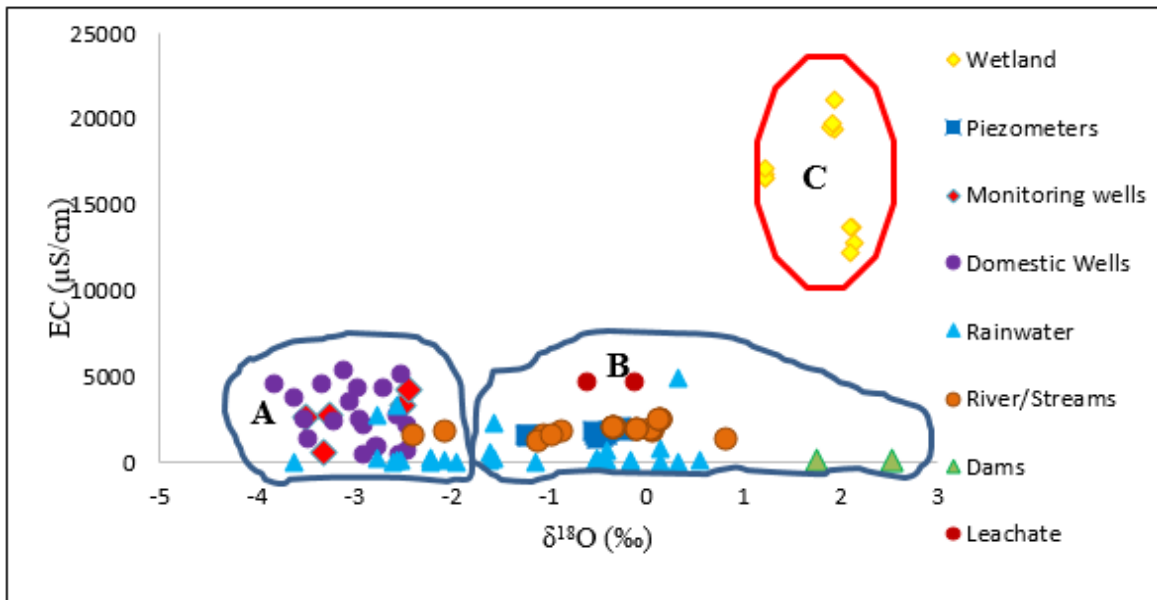 25000
20000
15000
10000
5000
0
EC (µS/cm)
A
B
C
-5 -4 -3 -2 -1 0 1 2 3
δ¹⁸O (‰)
Wetland
Piezometers
Monitoring wells
Domestic Wells
Rainwater
River/Streams
Dams
Leachate